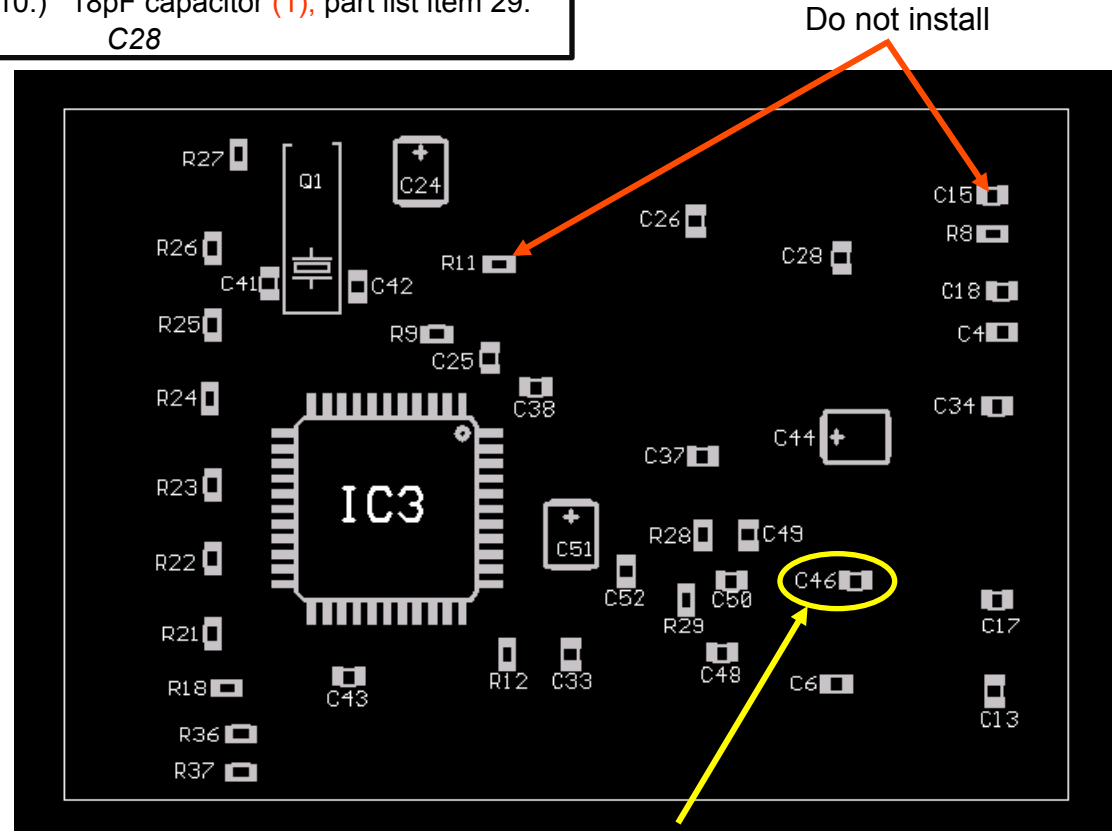 10.) 18pF capacitor (1), part list item 29.
C28
Do not install
R27
Q1
C24
C15
C26
R8
R26
C28
R11
C41
C42
C18
R25
R9
C4
C25
R24
C38
C34
C44
C37
R23
IC3
R28
C49
C51
R22
C46
C52
C50
R29
C17
R21
C48
R12
C33
C6
R18
C43
C13
R36
R37